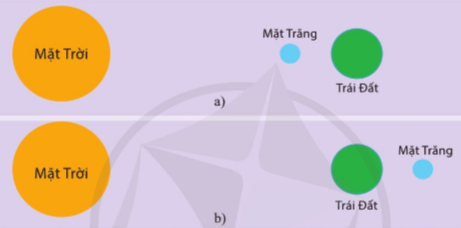 Mặt Trời
Mặt Trăng
Trái Đất
a)
Mặt Trời
Mặt Trăng
Trái Đất
b)